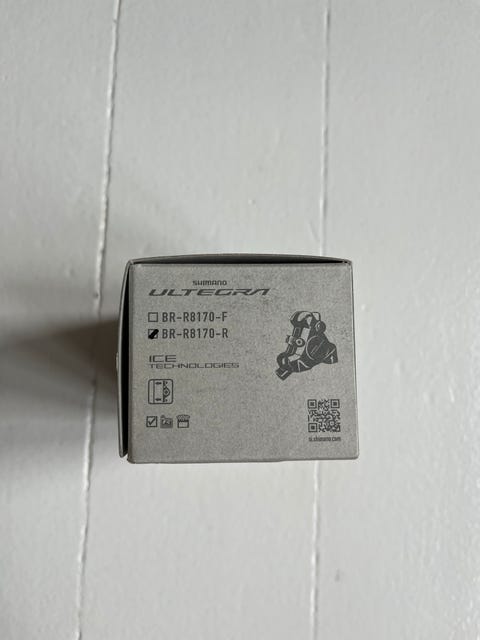 SHIMANO
ULTEGRA
BR-R8170-F
BR-R8170-R
ICE
TECHNOLOGIES
si.shimano.com